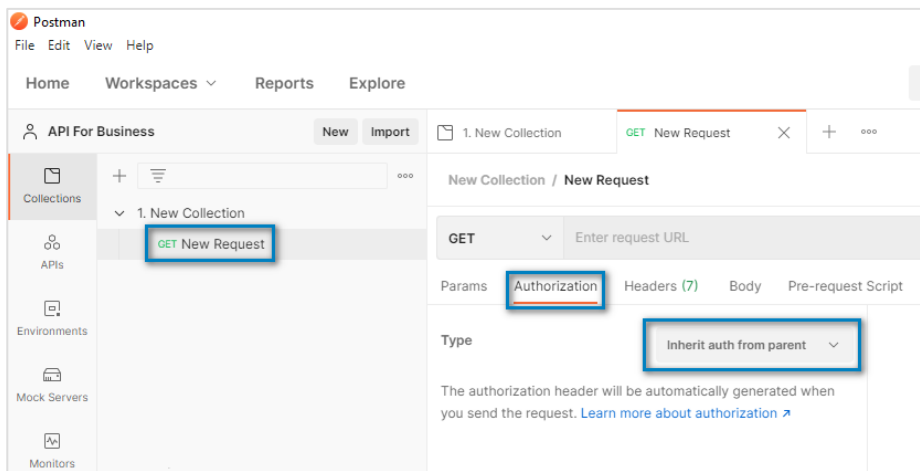 Postman
File Edit View Help
Home Workspaces Reports Explore
API For Business New Import
1. New Collection GET New Request
Collections
New Collection / New Request
1. New Collection
GET New Request
GET Enter request URL
APIs
Params Authorization Headers (7) Body Pre-request Script
Environments
Type Inherit auth from parent
Mock Servers
The authorization header will be automatically generated when
you send the request. Learn more about authorization ↗
Monitors